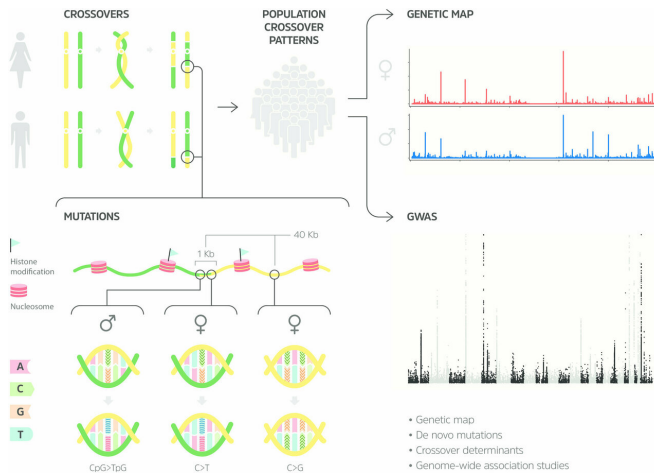 CROSSOVERS
POPULATION
CROSSOVER
PATTERNS
GENETIC MAP
♀
♂
GWAS
MUTATIONS
40 Kb
1 Kb
Histone
modification
Nucleosome
♂
♀
♀
A
C
G
T
CpG>TpG
C>T
C>G
• Genetic map
• De novo mutations
• Crossover determinants
• Genome-wide association studies